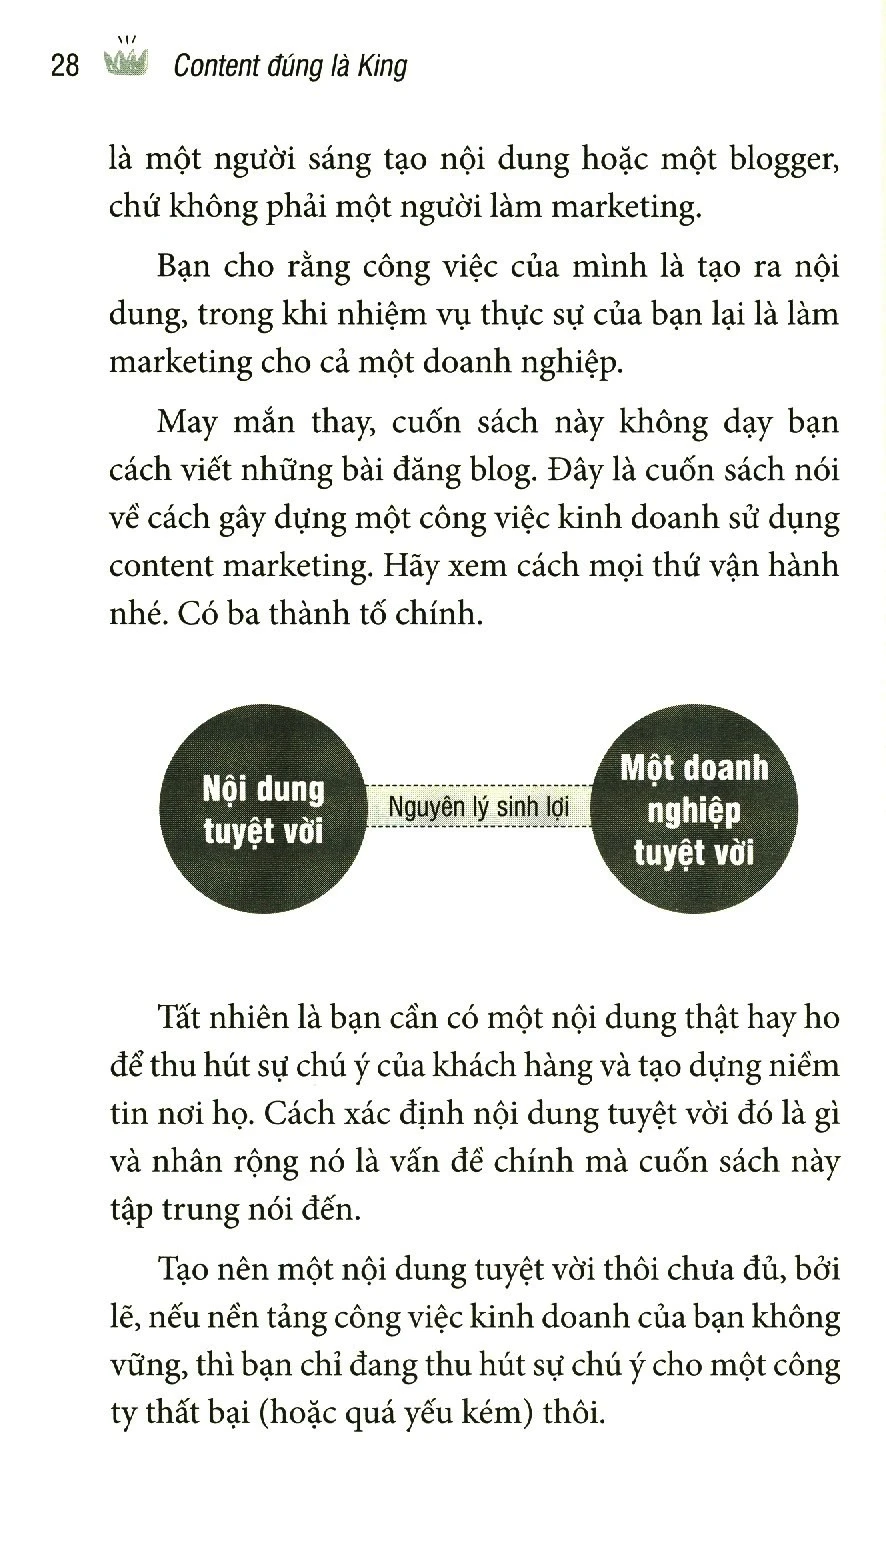 28 Content đúng là King
là một người sáng tạo nội dung hoặc một blogger,
chứ không phải một người làm marketing.
Bạn cho rằng công việc của mình là tạo ra nội
dung, trong khi nhiệm vụ thực sự của bạn lại là làm
marketing cho cả một doanh nghiệp.
May mắn thay, cuốn sách này không dạy bạn
cách viết những bài đăng blog. Đây là cuốn sách nói
về cách gây dựng một công việc kinh doanh sử dụng
content marketing. Hãy xem cách mọi thứ vận hành
nhé. Có ba thành tố chính.
Nội dung
tuyệt vời
Nguyên lý sinh lợi
Một doanh
nghiệp
tuyệt vời
Tất nhiên là bạn cần có một nội dung thật hay ho
để thu hút sự chú ý của khách hàng và tạo dựng niềm
tin nơi họ. Cách xác định nội dung tuyệt vời đó là gì
và nhân rộng nó là vấn đề chính mà cuốn sách này
tập trung nói đến.
Tạo nên một nội dung tuyệt vời thôi chưa đủ, bởi
lẽ, nếu nền tảng công việc kinh doanh của bạn không
vững, thì bạn chỉ đang thu hút sự chú ý cho một công
ty thất bại (hoặc quá yếu kém) thôi.